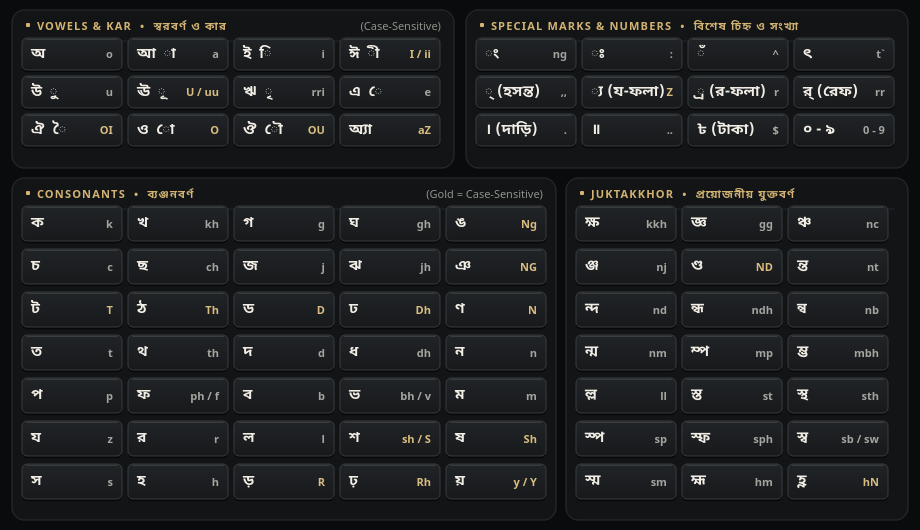 VOWELS & KAR • স্বরবর্ণ ও কার (Case-Sensitive)
অ o আ া a ই ি i ঈ ী I / ii
উ ু u ঊ ূ U / uu ঋ ৃ rri এ ে e
ঐ ৈ OI ও ো O ঔ ৌ OU অ্যা aZ
SPECIAL MARKS & NUMBERS • বিশেষ চিহ্ন ও সংখ্যা
ং ng ঃ : ঁ ^ ৎ t`
্ (হসন্ত) ,, ্য (য-ফলা) Z ্র (র-ফলা) r র্ (রেফ) rr
। (দাড়ি) . ॥ .. ৳ (টাকা) $ ০ - ৯ 0 - 9
CONSONANTS • ব্যঞ্জনবর্ণ (Gold = Case-Sensitive)
ক k খ kh গ g ঘ gh ঙ Ng
চ c ছ ch জ j ঝ jh ঞ NG
ট T ঠ Th ড D ঢ Dh ণ N
ত t থ th দ d ধ dh ন n
প p ফ ph / f ব b ভ bh / v ম m
য z র r ল l শ sh / S ষ Sh
স s হ h ড় R ঢ় Rh য় y / Y
JUKTAKKHOR • প্রয়োজনীয় যুক্তবর্ণ
ক্ষ kkh জ্ঞ gg ঞ্চ nc
ঞ্জ nj ণ্ড ND ন্ত nt
ন্দ nd ন্ধ ndh ন্ব nb
ন্ম nm ম্প mp ম্ভ mbh
ল্ল ll স্ত st স্থ sth
স্প sp স্ফ sph স্ব sb / sw
স্ম sm হ্ম hm হ্ণ hN